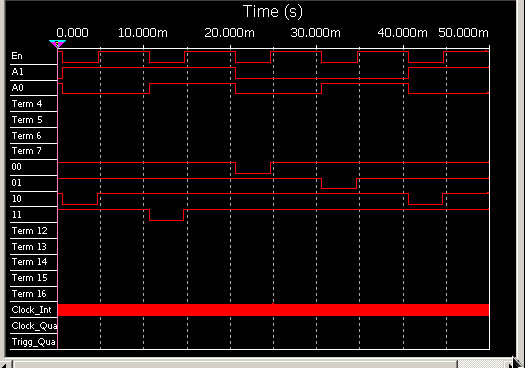 Time (s)
0.000 10.000m 20.000m 30.000m 40.000m 50.000m
En
A1
A0
Term 4
Term 5
Term 6
Term 7
00
01
10
11
Term 12
Term 13
Term 14
Term 15
Term 16
Clock_Int
Clock_Qua
Trigg_Qua